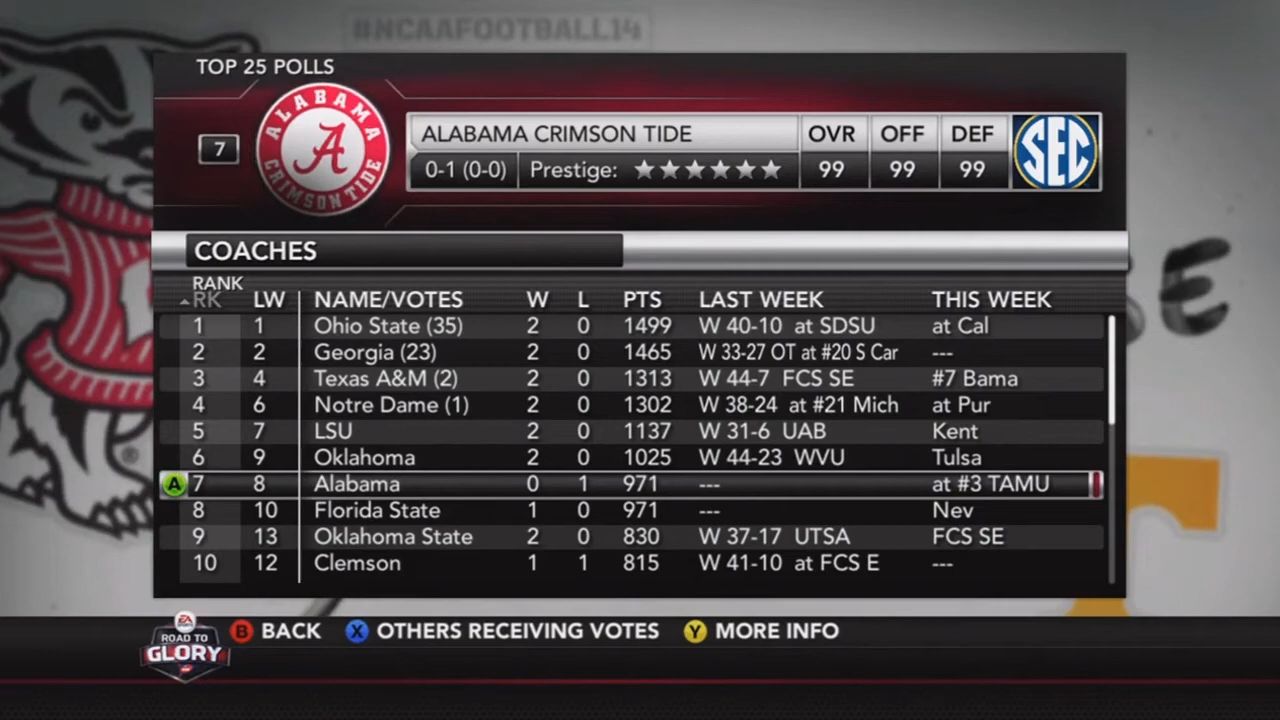 #NCAAFOOTBALL14
TOP 25 POLLS
7
ALABAMA
A
CRIMSON TIDE
ALABAMA CRIMSON TIDE OVR OFF DEF
0-1 (0-0) Prestige: ★★★★★★ 99 99 99
SEC
COACHES
RANK
RK LW NAME/VOTES W L PTS LAST WEEK THIS WEEK
1 1 Ohio State (35) 2 0 1499 W 40-10 at SDSU at Cal
2 2 Georgia (23) 2 0 1465 W 33-27 OT at #20 S Car ---
3 4 Texas A&M (2) 2 0 1313 W 44-7 FCS SE #7 Bama
4 6 Notre Dame (1) 2 0 1302 W 38-24 at #21 Mich at Pur
5 7 LSU 2 0 1137 W 31-6 UAB Kent
6 9 Oklahoma 2 0 1025 W 44-23 WVU Tulsa
A 7 8 Alabama 0 1 971 --- at #3 TAMU
8 10 Florida State 1 0 971 --- Nev
9 13 Oklahoma State 2 0 830 W 37-17 UTSA FCS SE
10 12 Clemson 1 1 815 W 41-10 at FCS E ---
SE
EA
ROAD TO
GLORY
B BACK X OTHERS RECEIVING VOTES Y MORE INFO